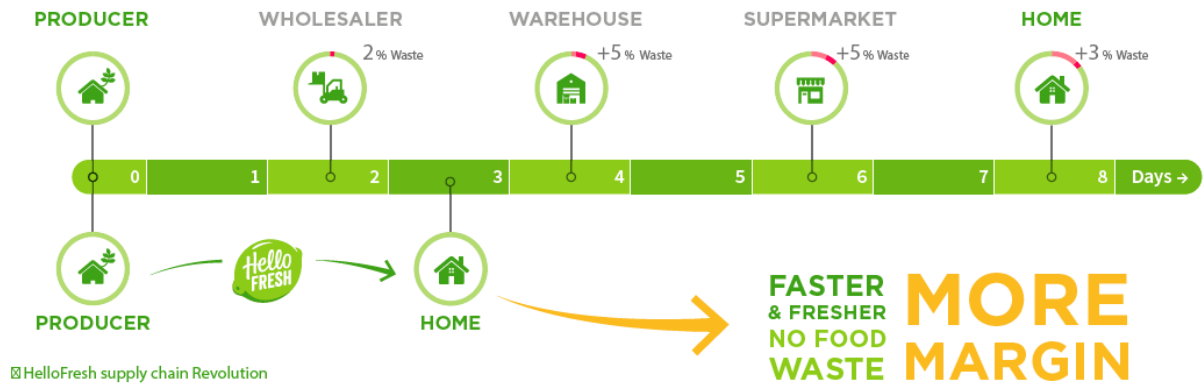 PRODUCER WHOLESALER WAREHOUSE SUPERMARKET HOME
2% Waste +5% Waste +5% Waste +3% Waste
0 1 2 3 4 5 6 7 8 Days →
Hello
FRESH
PRODUCER HOME
FASTER
& FRESHER
NO FOOD
WASTE
MORE
MARGIN
HelloFresh supply chain Revolution